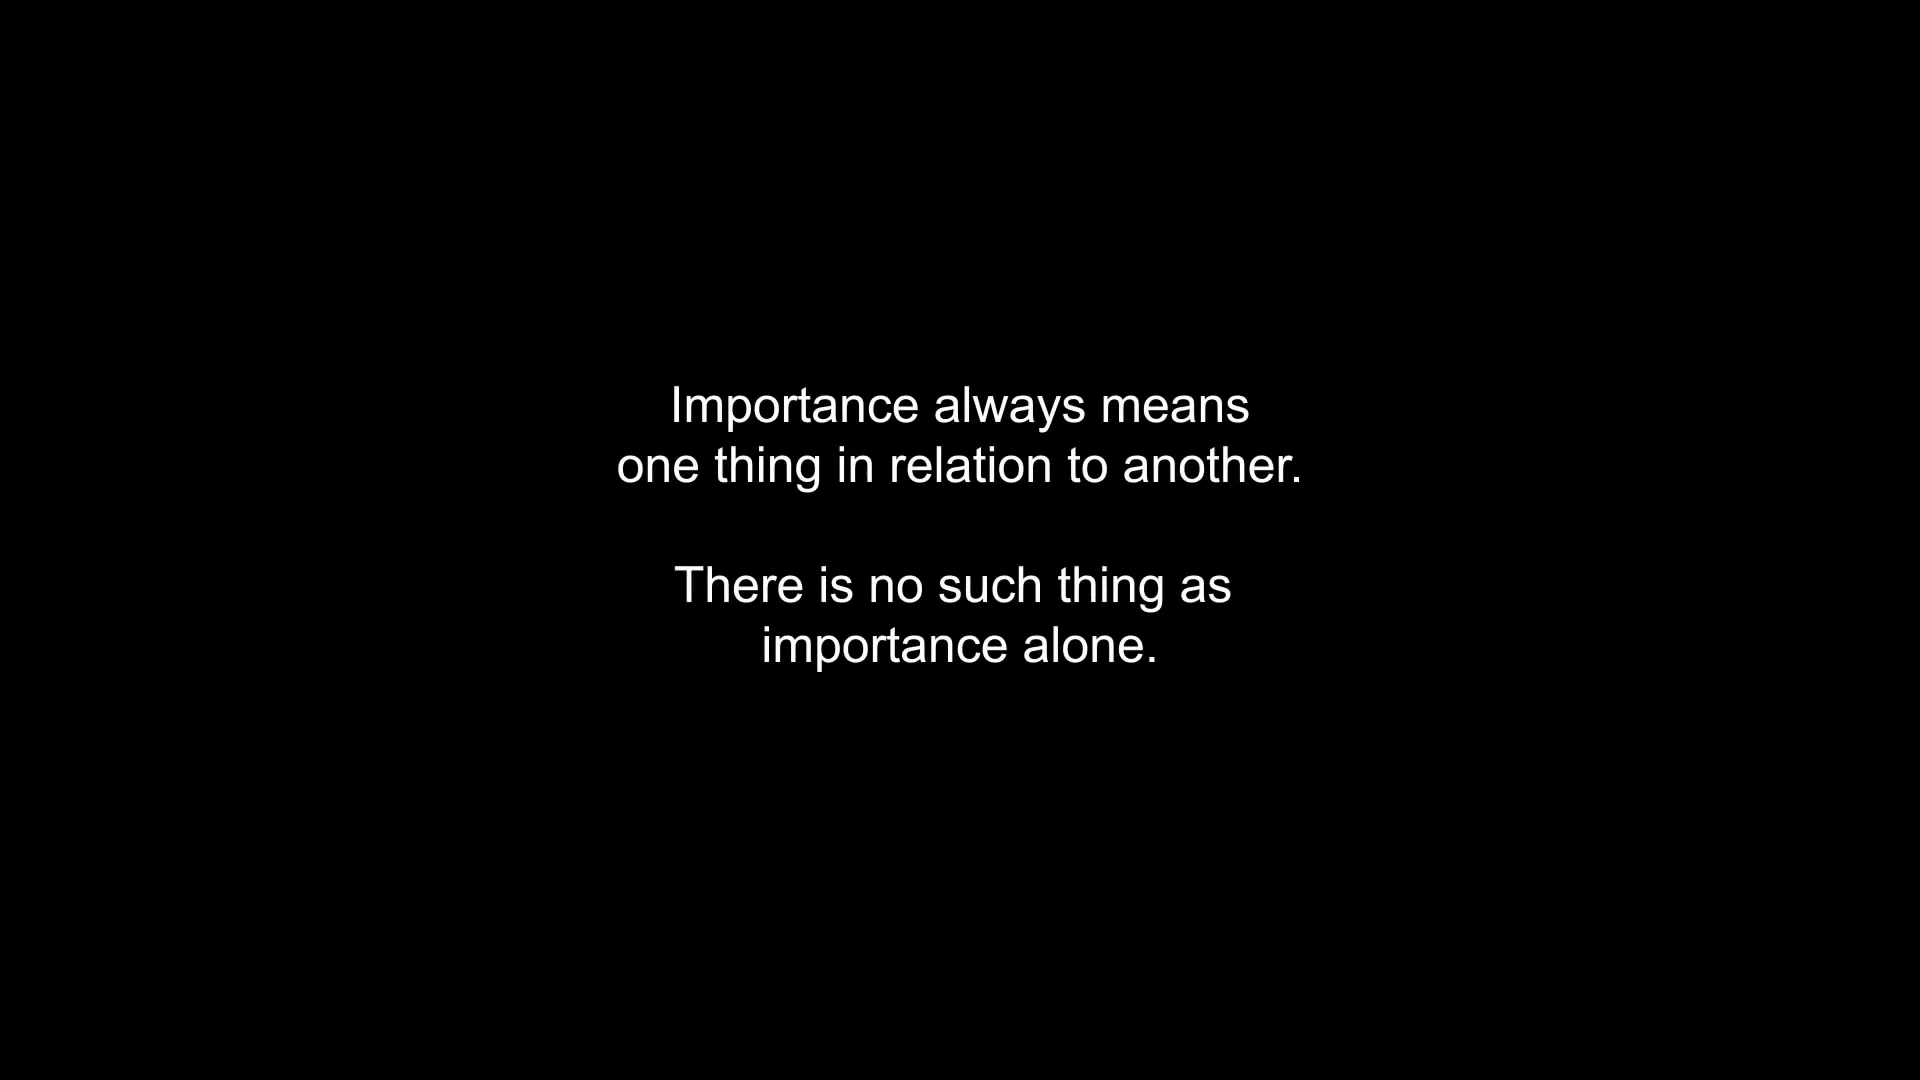 Importance always means
one thing in relation to another.
There is no such thing as
importance alone.